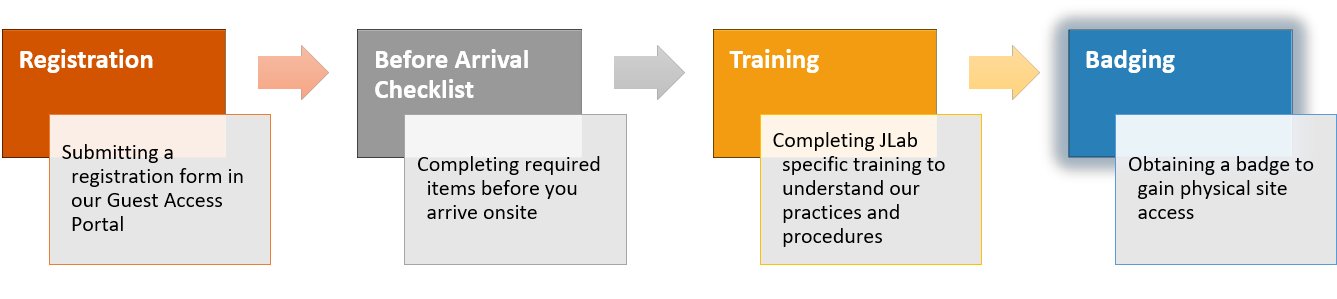 Registration
Submitting a
registration form in
our Guest Access
Portal
Before Arrival
Checklist
Completing required
items before you
arrive onsite
Training
Completing JLab
specific training to
understand our
practices and
procedures
Badging
Obtaining a badge to
gain physical site
access